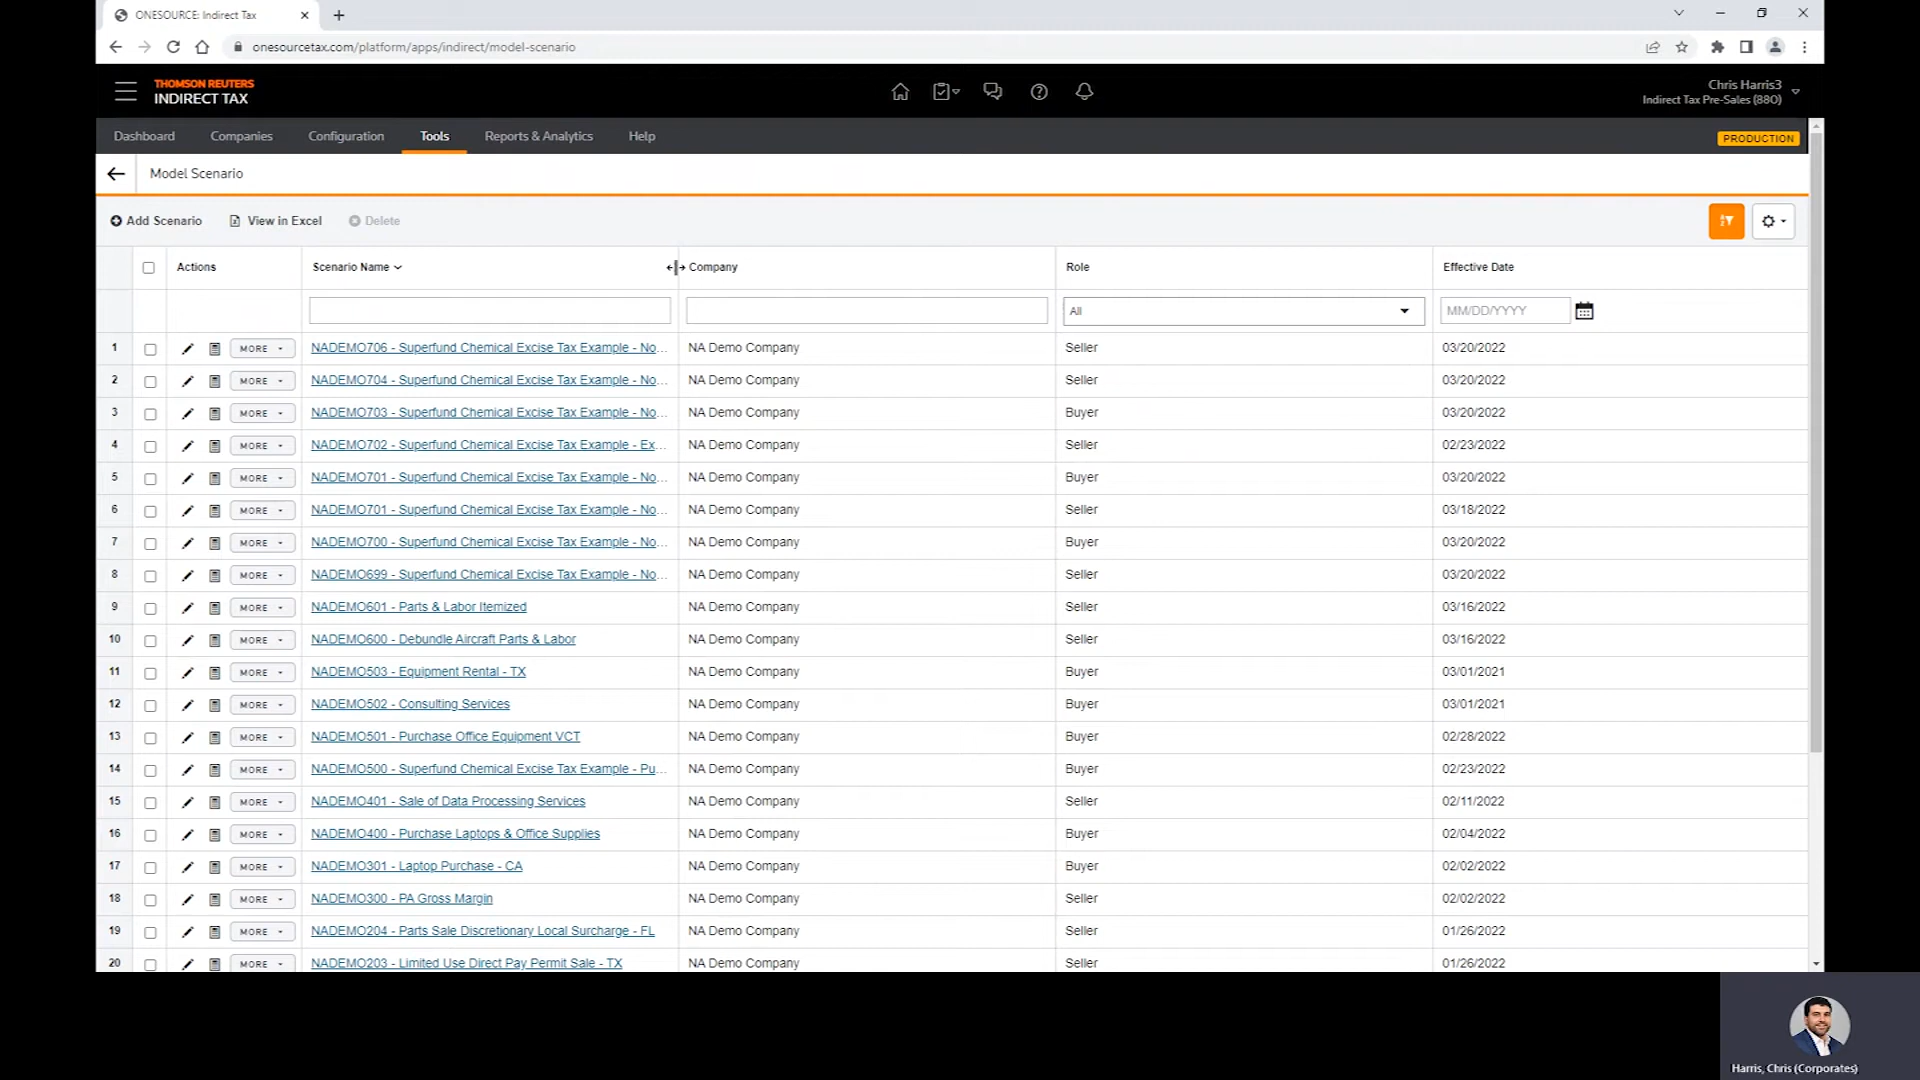 ONESOURCE: Indirect Tax
onesourcetax.com/platform/apps/indirect/model-scenario
THOMSON REUTERS
INDIRECT TAX
Chris Harris3
Indirect Tax Pre-Sales (880)
Dashboard Companies Configuration Tools Reports & Analytics Help PRODUCTION
Model Scenario
Add Scenario View in Excel Delete
Actions Scenario Name Company Role Effective Date
All MM/DD/YYYY
1 MORE NADEMO706 - Superfund Chemical Excise Tax Example - No... NA Demo Company Seller 03/20/2022
2 MORE NADEMO704 - Superfund Chemical Excise Tax Example - No... NA Demo Company Seller 03/20/2022
3 MORE NADEMO703 - Superfund Chemical Excise Tax Example - No... NA Demo Company Buyer 03/20/2022
4 MORE NADEMO702 - Superfund Chemical Excise Tax Example - Ex... NA Demo Company Seller 02/23/2022
5 MORE NADEMO701 - Superfund Chemical Excise Tax Example - No... NA Demo Company Buyer 03/20/2022
6 MORE NADEMO701 - Superfund Chemical Excise Tax Example - No... NA Demo Company Seller 03/18/2022
7 MORE NADEMO700 - Superfund Chemical Excise Tax Example - No... NA Demo Company Buyer 03/20/2022
8 MORE NADEMO699 - Superfund Chemical Excise Tax Example - No... NA Demo Company Seller 03/20/2022
9 MORE NADEMO601 - Parts & Labor Itemized NA Demo Company Seller 03/16/2022
10 MORE NADEMO600 - Debundle Aircraft Parts & Labor NA Demo Company Seller 03/16/2022
11 MORE NADEMO503 - Equipment Rental - TX NA Demo Company Buyer 03/01/2021
12 MORE NADEMO502 - Consulting Services NA Demo Company Buyer 03/01/2021
13 MORE NADEMO501 - Purchase Office Equipment VCT NA Demo Company Buyer 02/28/2022
14 MORE NADEMO500 - Superfund Chemical Excise Tax Example - Pu... NA Demo Company Buyer 02/23/2022
15 MORE NADEMO401 - Sale of Data Processing Services NA Demo Company Seller 02/11/2022
16 MORE NADEMO400 - Purchase Laptops & Office Supplies NA Demo Company Buyer 02/04/2022
17 MORE NADEMO301 - Laptop Purchase - CA NA Demo Company Buyer 02/02/2022
18 MORE NADEMO300 - PA Gross Margin NA Demo Company Seller 02/02/2022
19 MORE NADEMO204 - Parts Sale Discretionary Local Surcharge - FL NA Demo Company Seller 01/26/2022
20 MORE NADEMO203 - Limited Use Direct Pay Permit Sale - TX NA Demo Company Seller 01/26/2022
Harris, Chris (Corporates)